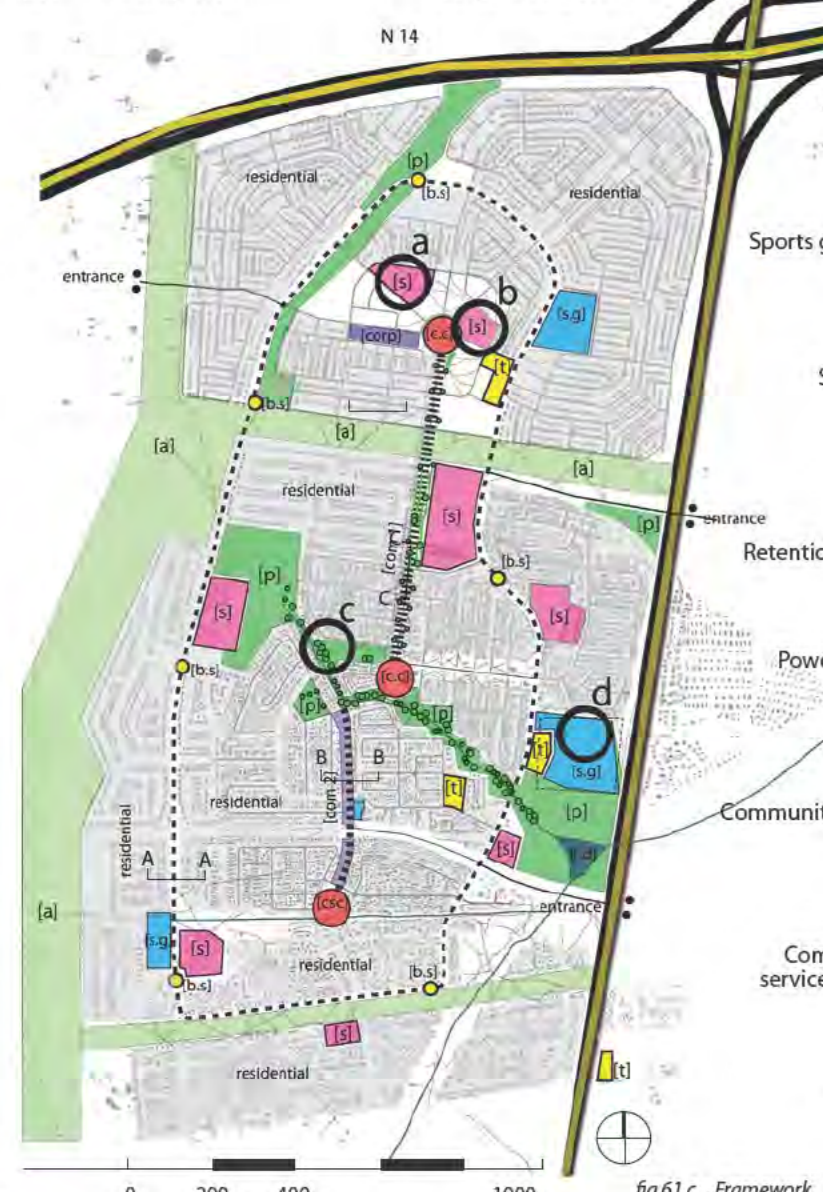 N 14
[p]
residential
[b.s]
residential
a
Sports g
entrance
[s]
b
[s.g]
[s]
[c.c]
[corp]
[t]
[b.s]
[a]
[a]
[a]
residential
[s]
[p]
entrance
[com 1]
C
Retentio
[b.s]
[p]
[s]
C
[s]
c
Powe
[b.s]
[c.c]
d
[p]
[p]
[t]
[s.g]
B B
[com 2]
[t]
residential
[p]
Communit
residential
A A
[s]
[csc]
entrance
[a]
[s.g]
[s]
residential
Com
service
[b.s]
[b.s]
[s]
residential
[t]
0 200 400 1000
fig 61.c Framework